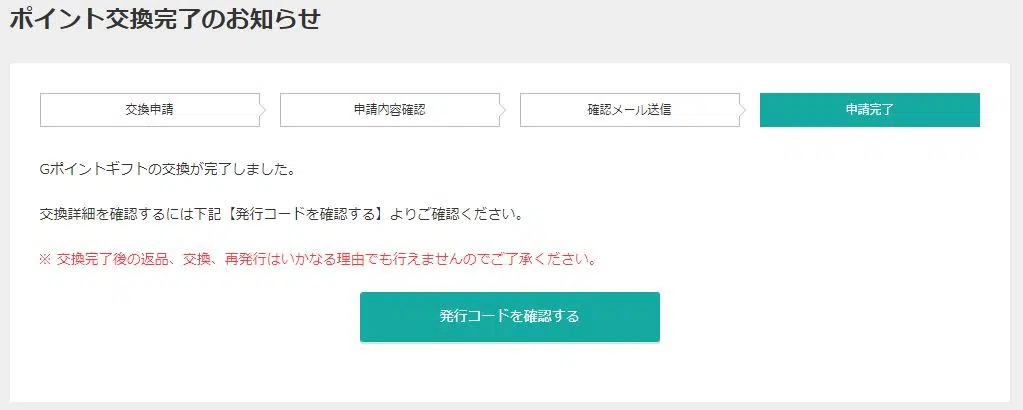 ポイント交換完了のお知らせ
交換申請
申請内容確認
確認メール送信
申請完了
Gポイントギフトの交換が完了しました。
交換詳細を確認するには下記【発行コードを確認する】よりご確認ください。
※ 交換完了後の返品、交換、再発行はいかなる理由でも行えませんのでご了承ください。
発行コードを確認する